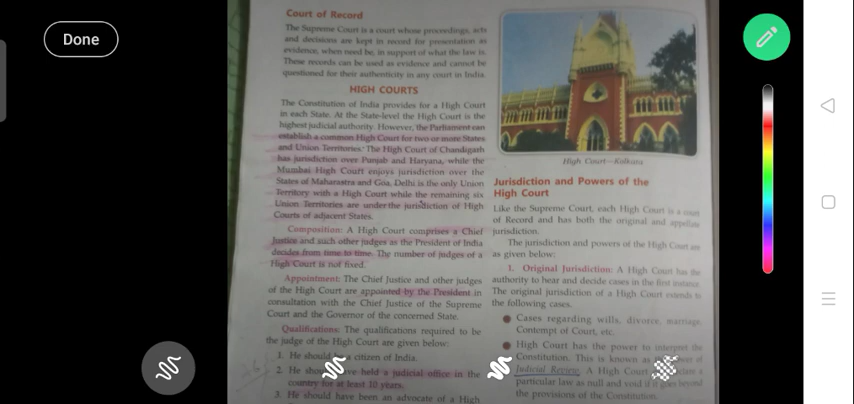 Done
Court of Record
The Supreme Court is a court whose proceedings, acts
and decisions are kept in record for presentation as
evidence, when need be, in support of what the law is.
These records can be used as evidence and cannot be
questioned for their authenticity in any court in India.
HIGH COURTS
The Constitution of India provides for a High Court
in each State. At the State-level the High Court is the
highest judicial authority. However, the Parliament can
establish a common High Court for two or more States
and Union Territories. The High Court of Chandigarh
has jurisdiction over Punjab and Haryana, while the
Mumbai High Court enjoys jurisdiction over the
States of Maharastra and Goa. Delhi is the only Union
Territory with a High Court while the remaining six
Union Territories are under the jurisdiction of High
Courts of adjacent States.
Composition: A High Court comprises a Chief
Justice and such other judges as the President of India
decides from time to time. The number of judges of a
High Court is not fixed.
Appointment: The Chief Justice and other judges
of the High Court are appointed by the President in
consultation with the Chief Justice of the Supreme
Court and the Governor of the concerned State.
Qualifications: The qualifications required to be
the judge of the High Court are given below:
1. He should be a citizen of India.
2. He should have held a judicial office in the
country for at least 10 years.
3. He should have been an advocate of a High
High Court—Kolkata
Jurisdiction and Powers of the
High Court
Like the Supreme Court, each High Court is a court
of Record and has both the original and appellate
jurisdiction.
The jurisdiction and powers of the High Court are
as given below:
1. Original Jurisdiction: A High Court has the
authority to hear and decide cases in the first instance.
The original jurisdiction of a High Court extends to
the following cases.
Cases regarding wills, divorce, marriage,
Contempt of Court, etc.
High Court has the power to interpret the
Constitution. This is known as of
Judicial Review. A High Court a
particular law as null and void if it goes beyond
the provisions of the Constitution.